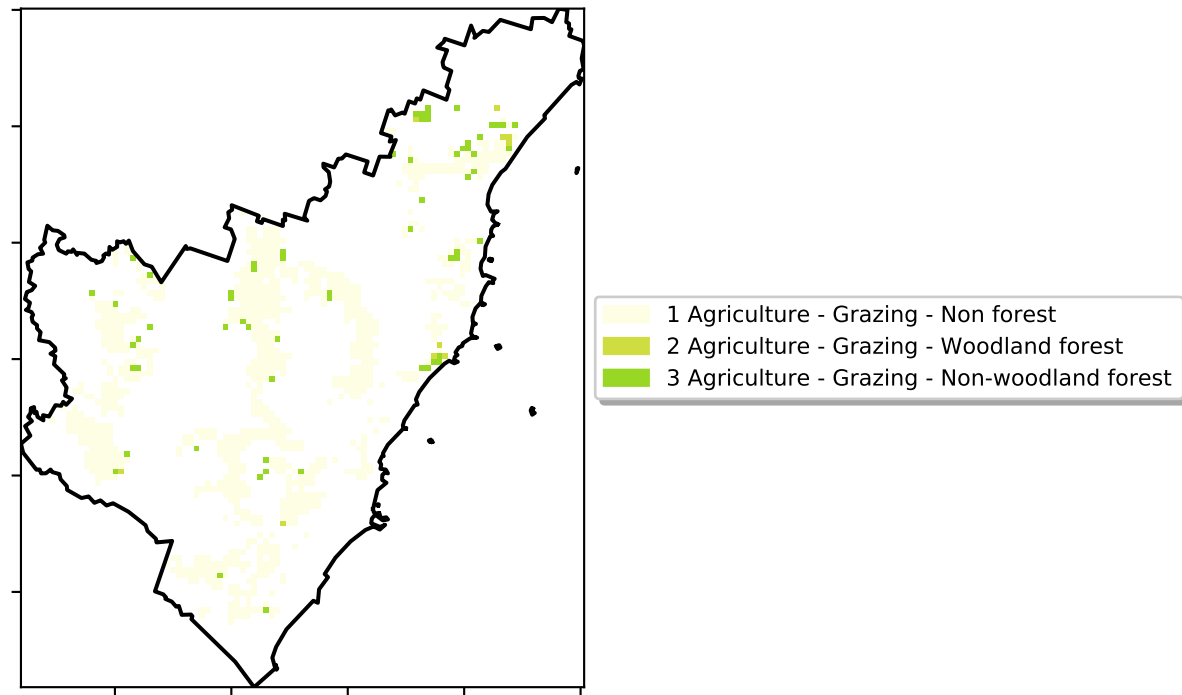 1 Agriculture - Grazing - Non forest
2 Agriculture - Grazing - Woodland forest
3 Agriculture - Grazing - Non-woodland forest